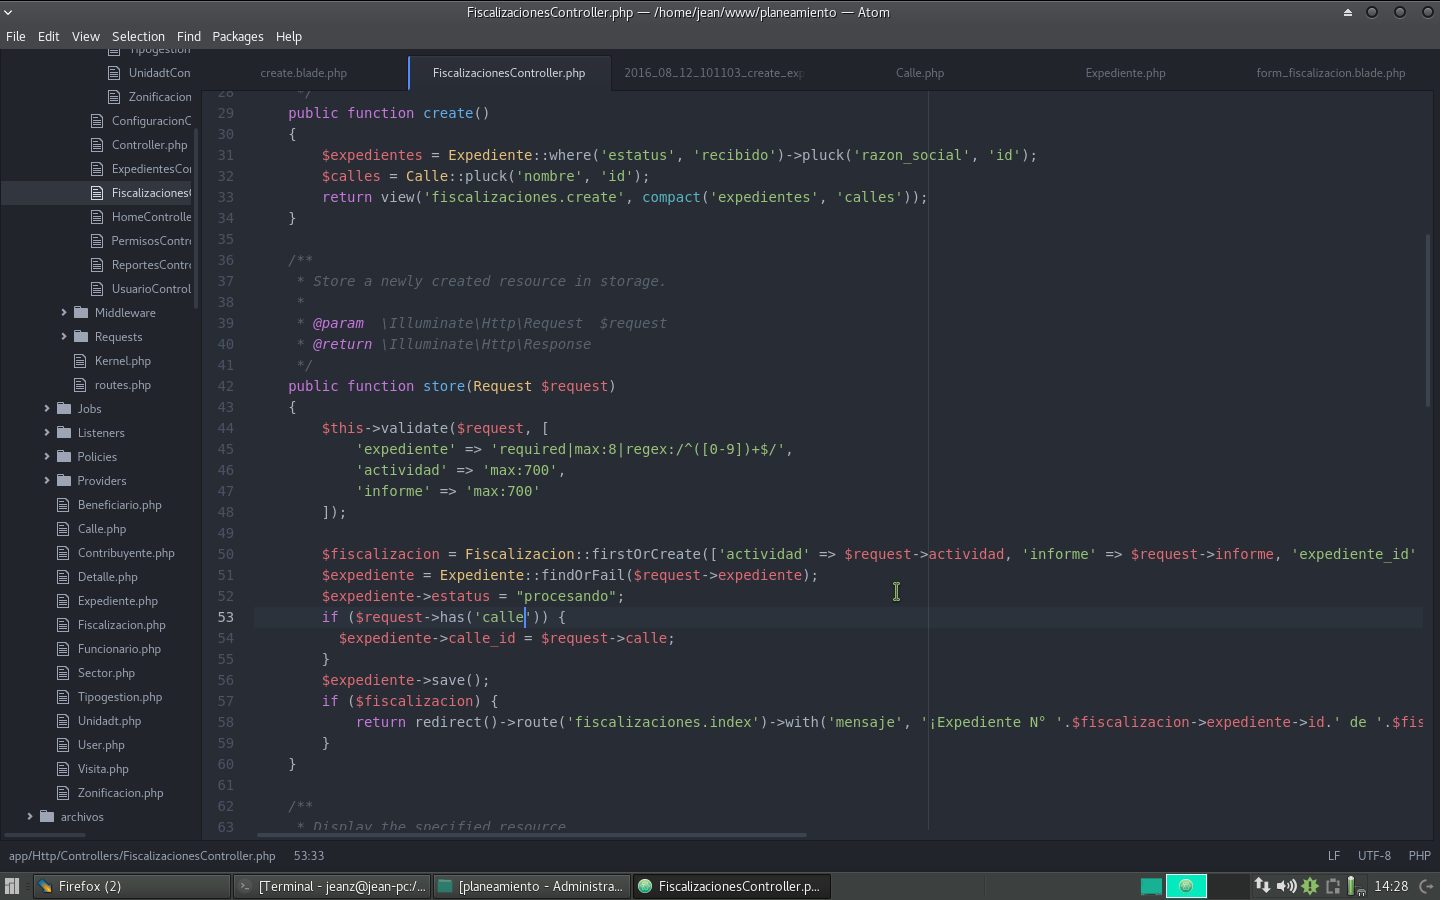 FiscalizacionesController.php — /home/jean/www/planeamiento — Atom
File Edit View Selection Find Packages Help
create.blade.php FiscalizacionesController.php 2016_08_12_101103_create_exp Calle.php Expediente.php form_fiscalizacion.blade.php
Tipogestion
UnidadtCon
Zonificacion
ConfiguracionC
Controller.php
ExpedientesCo
Fiscalizaciones
HomeControlle
PermisosContr
ReportesContr
UsuarioControl
Middleware
Requests
Kernel.php
routes.php
Jobs
Listeners
Policies
Providers
Beneficiario.php
Calle.php
Contribuyente.php
Detalle.php
Expediente.php
Fiscalizacion.php
Funcionario.php
Sector.php
Tipogestion.php
Unidadt.php
User.php
Visita.php
Zonificacion.php
archivos
28 */
29 public function create()
30 {
31 $expedientes = Expediente::where('estatus', 'recibido')->pluck('razon_social', 'id');
32 $calles = Calle::pluck('nombre', 'id');
33 return view('fiscalizaciones.create', compact('expedientes', 'calles'));
34 }
35
36 /**
37 * Store a newly created resource in storage.
38 *
39 * @param \Illuminate\Http\Request $request
40 * @return \Illuminate\Http\Response
41 */
42 public function store(Request $request)
43 {
44 $this->validate($request, [
45 'expediente' => 'required|max:8|regex:/^([0-9])+$/',
46 'actividad' => 'max:700',
47 'informe' => 'max:700'
48 ]);
49
50 $fiscalizacion = Fiscalizacion::firstOrCreate(['actividad' => $request->actividad, 'informe' => $request->informe, 'expediente_id'
51 $expediente = Expediente::findOrFail($request->expediente);
52 $expediente->estatus = "procesando";
53 if ($request->has('calle')) {
54 $expediente->calle_id = $request->calle;
55 }
56 $expediente->save();
57 if ($fiscalizacion) {
58 return redirect()->route('fiscalizaciones.index')->with('mensaje', '¡Expediente N° '.$fiscalizacion->expediente->id.' de '.$fis
59 }
60 }
61
62 /**
63 * Display the specified resource
app/Http/Controllers/FiscalizacionesController.php 53:33 LF UTF-8 PHP
Firefox (2) [Terminal - jeanz@jean-pc:/... [planeamiento - Administra... FiscalizacionesController.p... 14:28